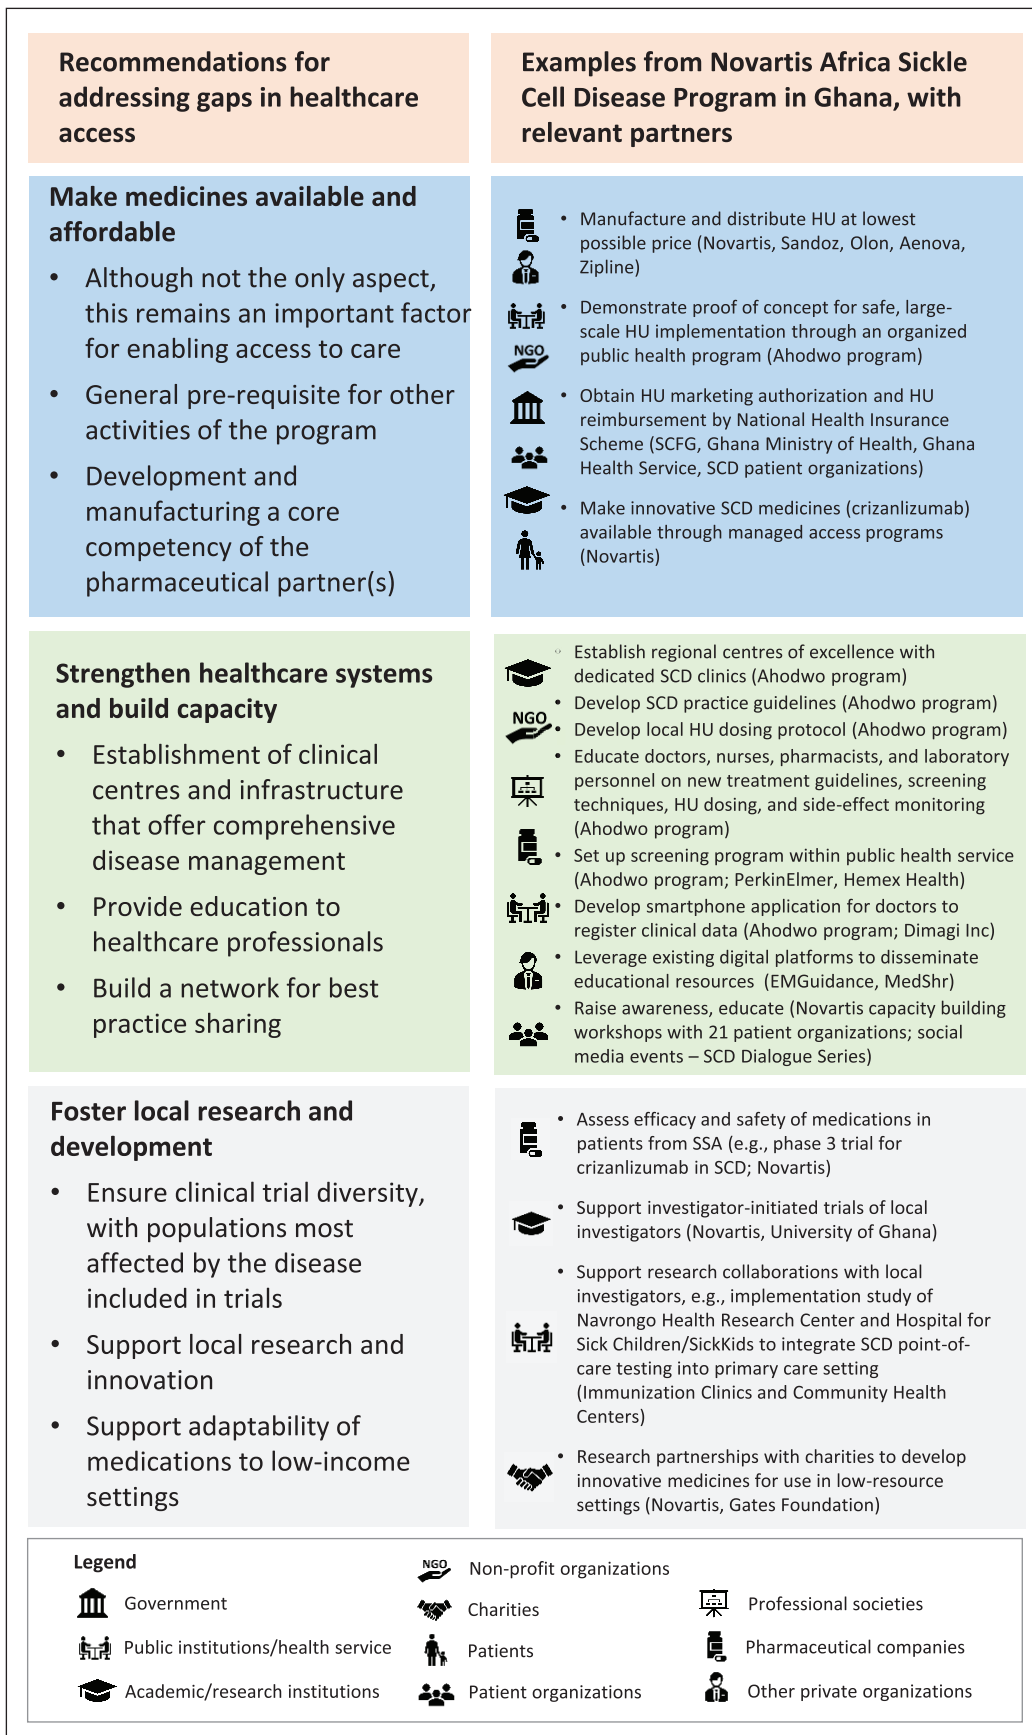 Recommendations for
addressing gaps in healthcare
access
Examples from Novartis Africa Sickle
Cell Disease Program in Ghana, with
relevant partners
Make medicines available and
affordable
• Although not the only aspect,
this remains an important factor
for enabling access to care
• General pre-requisite for other
activities of the program
• Development and
manufacturing a core
competency of the
pharmaceutical partner(s)
• Manufacture and distribute HU at lowest
possible price (Novartis, Sandoz, Olon, Aenova,
Zipline)
• Demonstrate proof of concept for safe, large-
scale HU implementation through an organized
public health program (Ahodwo program)
NGO
• Obtain HU marketing authorization and HU
reimbursement by National Health Insurance
Scheme (SCFG, Ghana Ministry of Health, Ghana
Health Service, SCD patient organizations)
• Make innovative SCD medicines (crizanlizumab)
available through managed access programs
(Novartis)
Strengthen healthcare systems
and build capacity
• Establishment of clinical
centres and infrastructure
that offer comprehensive
disease management
• Provide education to
healthcare professionals
• Build a network for best
practice sharing
◦ Establish regional centres of excellence with
dedicated SCD clinics (Ahodwo program)
• Develop SCD practice guidelines (Ahodwo program)
NGO
• Develop local HU dosing protocol (Ahodwo program)
• Educate doctors, nurses, pharmacists, and laboratory
personnel on new treatment guidelines, screening
techniques, HU dosing, and side-effect monitoring
(Ahodwo program)
• Set up screening program within public health service
(Ahodwo program; PerkinElmer, Hemex Health)
• Develop smartphone application for doctors to
register clinical data (Ahodwo program; Dimagi Inc)
• Leverage existing digital platforms to disseminate
educational resources (EMGuidance, MedShr)
• Raise awareness, educate (Novartis capacity building
workshops with 21 patient organizations; social
media events – SCD Dialogue Series)
Foster local research and
development
• Ensure clinical trial diversity,
with populations most
affected by the disease
included in trials
• Support local research and
innovation
• Support adaptability of
medications to low-income
settings
• Assess efficacy and safety of medications in
patients from SSA (e.g., phase 3 trial for
crizanlizumab in SCD; Novartis)
• Support investigator-initiated trials of local
investigators (Novartis, University of Ghana)
• Support research collaborations with local
investigators, e.g., implementation study of
Navrongo Health Research Center and Hospital for
Sick Children/SickKids to integrate SCD point-of-
care testing into primary care setting
(Immunization Clinics and Community Health
Centers)
• Research partnerships with charities to develop
innovative medicines for use in low-resource
settings (Novartis, Gates Foundation)
Legend
Government
Public institutions/health service
Academic/research institutions
NGO Non-profit organizations
Charities
Patients
Patient organizations
Professional societies
Pharmaceutical companies
Other private organizations